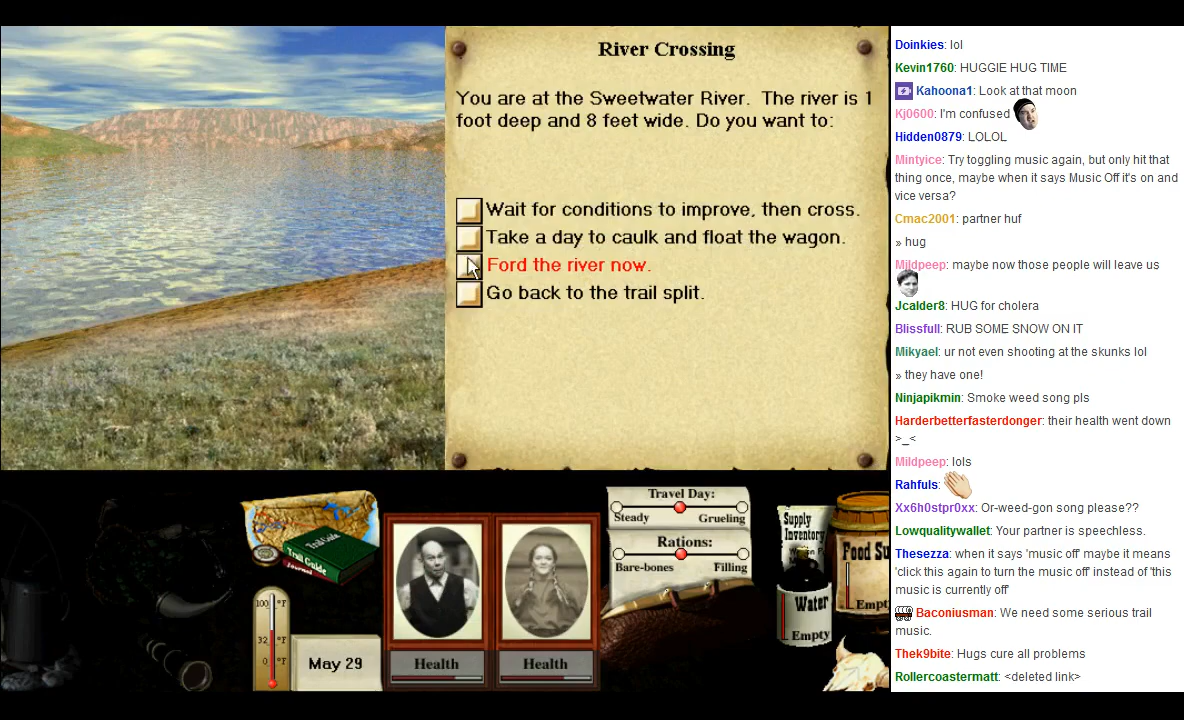 River Crossing
You are at the Sweetwater River. The river is 1
foot deep and 8 feet wide. Do you want to:
Wait for conditions to improve, then cross.
Take a day to caulk and float the wagon.
Ford the river now.
Go back to the trail split.
Trail Guide
Trail
Guide
Journal
100 °F
32 °F
0 °F
May 29
Health
Health
Travel Day:
Steady
Grueling
Rations:
Bare-bones
Filling
Supply
Inventory
Water
Empty
Food Su
Empt
Doinkies: lol
Kevin1760: HUGGIE HUG TIME
Kahoona1: Look at that moon
Kj0600: I'm confused
Hidden0879: LOLOL
Mintyice: Try toggling music again, but only hit that
thing once, maybe when it says Music Off it's on and
vice versa?
Cmac2001: partner huf
» hug
Mildpeep: maybe now those people will leave us
Jcalder8: HUG for cholera
Blissfull: RUB SOME SNOW ON IT
Mikyael: ur not even shooting at the skunks lol
» they have one!
Ninjapikmin: Smoke weed song pls
Harderbetterfasterdonger: their health went down
>_<
Mildpeep: lols
Rahfuls:
Xx6h0stpr0xx: Or-weed-gon song please??
Lowqualitywallet: Your partner is speechless.
Thesezza: when it says 'music off' maybe it means
'click this again to turn the music off' instead of 'this
music is currently off'
Baconiusman: We need some serious trail
music.
Thek9bite: Hugs cure all problems
Rollercoastermatt: <deleted link>